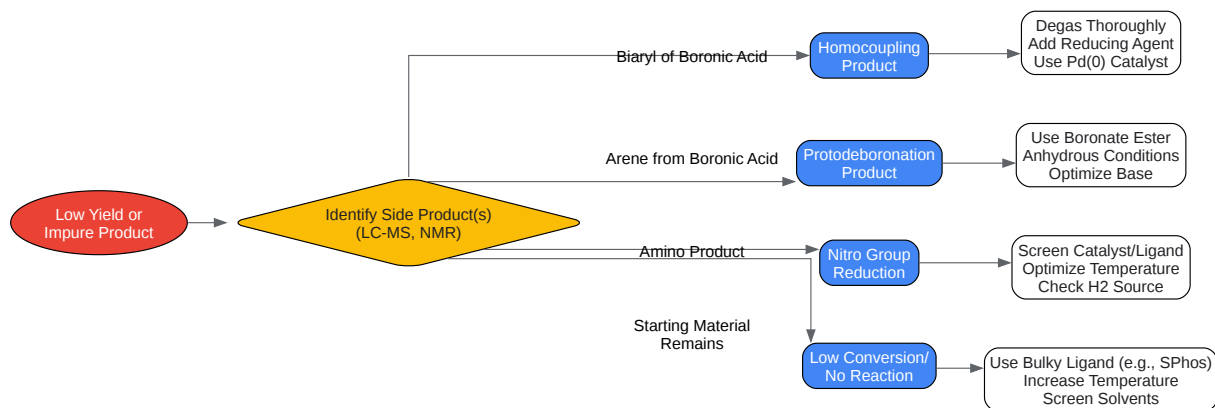 Low Yield or
Impure Product
Identify Side Product(s)
(LC-MS, NMR)
Biaryl of Boronic Acid
Homocoupling
Product
Degas Thoroughly
Add Reducing Agent
Use Pd(0) Catalyst
Arene from Boronic Acid
Protodeboronation
Product
Use Boronate Ester
Anhydrous Conditions
Optimize Base
Amino Product
Nitro Group
Reduction
Screen Catalyst/Ligand
Optimize Temperature
Check H2 Source
Starting Material
Remains
Low Conversion/
No Reaction
Use Bulky Ligand (e.g., SPhos)
Increase Temperature
Screen Solvents